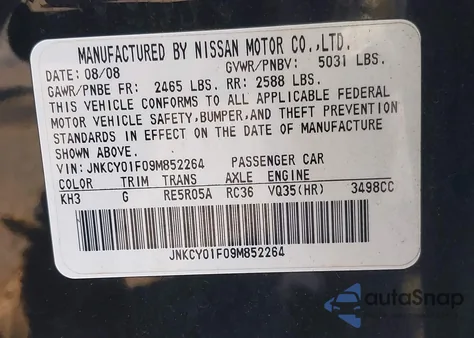 MANUFACTURED BY NISSAN MOTOR CO.,LTD.
DATE: 08/08 GVWR/PNBV: 5031 LBS.
GAWR/PNBE FR: 2465 LBS. RR: 2588 LBS.
THIS VEHICLE CONFORMS TO ALL APPLICABLE FEDERAL
MOTOR VEHICLE SAFETY,BUMPER,AND THEFT PREVENTION
STANDARDS IN EFFECT ON THE DATE OF MANUFACTURE
SHOWN ABOVE.
VIN: JNKCY01F09M852264 PASSENGER CAR
COLOR TRIM TRANS AXLE ENGINE
KH3 G RE5R05A RC36 VQ35(HR) 3498CC
JNKCY01F09M852264
autaSnap